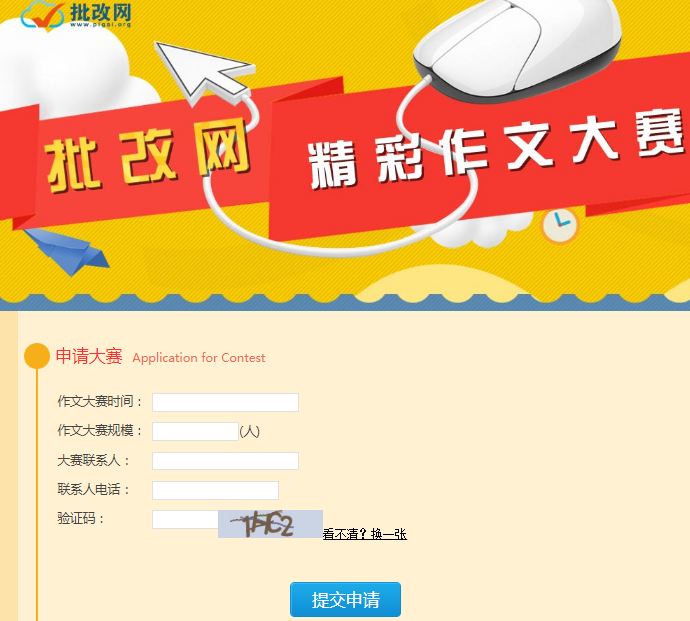 批改网
www.pigai.org
批改网
精彩作文大赛
申请大赛 Application for Contest
作文大赛时间：
作文大赛规模： (人)
大赛联系人：
联系人电话：
验证码：
看不清？换一张
提交申请